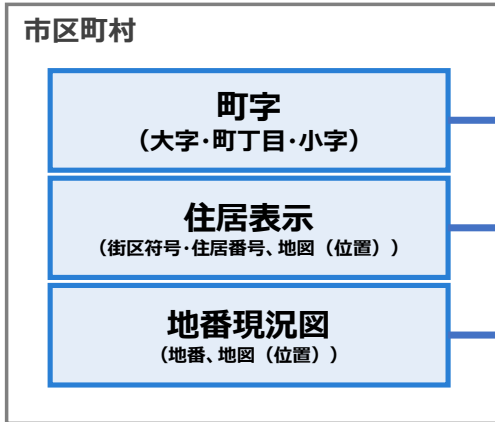 市区町村
町字
（大字･町丁目･小字）
住居表示
（街区符号･住居番号、地図（位置））
地番現況図
（地番、地図（位置））